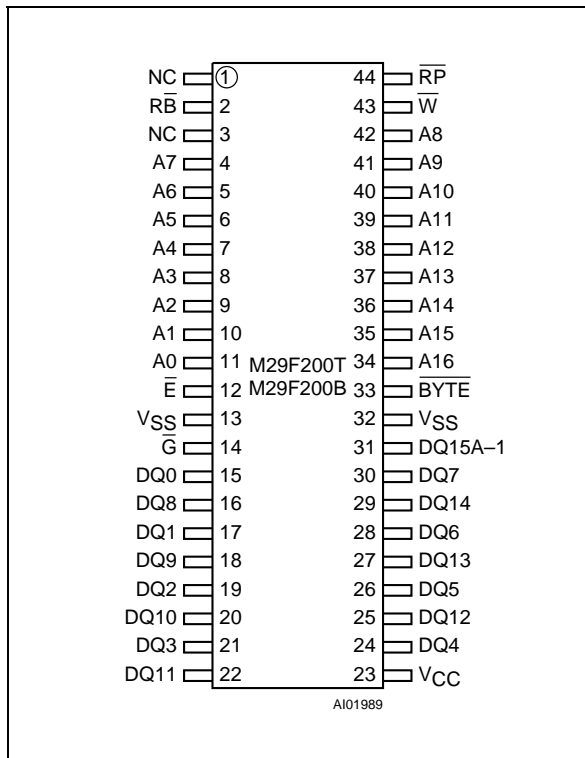 NC 1 44 R̅P̅
RB̅ 2 43 W̅
NC 3 42 A8
A7 4 41 A9
A6 5 40 A10
A5 6 39 A11
A4 7 38 A12
A3 8 37 A13
A2 9 36 A14
A1 10 35 A15
A0 11 M29F200T 34 A16
E̅ 12 M29F200B 33 B̅Y̅T̅E̅
VSS 13 32 VSS
G̅ 14 31 DQ15A–1
DQ0 15 30 DQ7
DQ8 16 29 DQ14
DQ1 17 28 DQ6
DQ9 18 27 DQ13
DQ2 19 26 DQ5
DQ10 20 25 DQ12
DQ3 21 24 DQ4
DQ11 22 23 VCC
AI01989